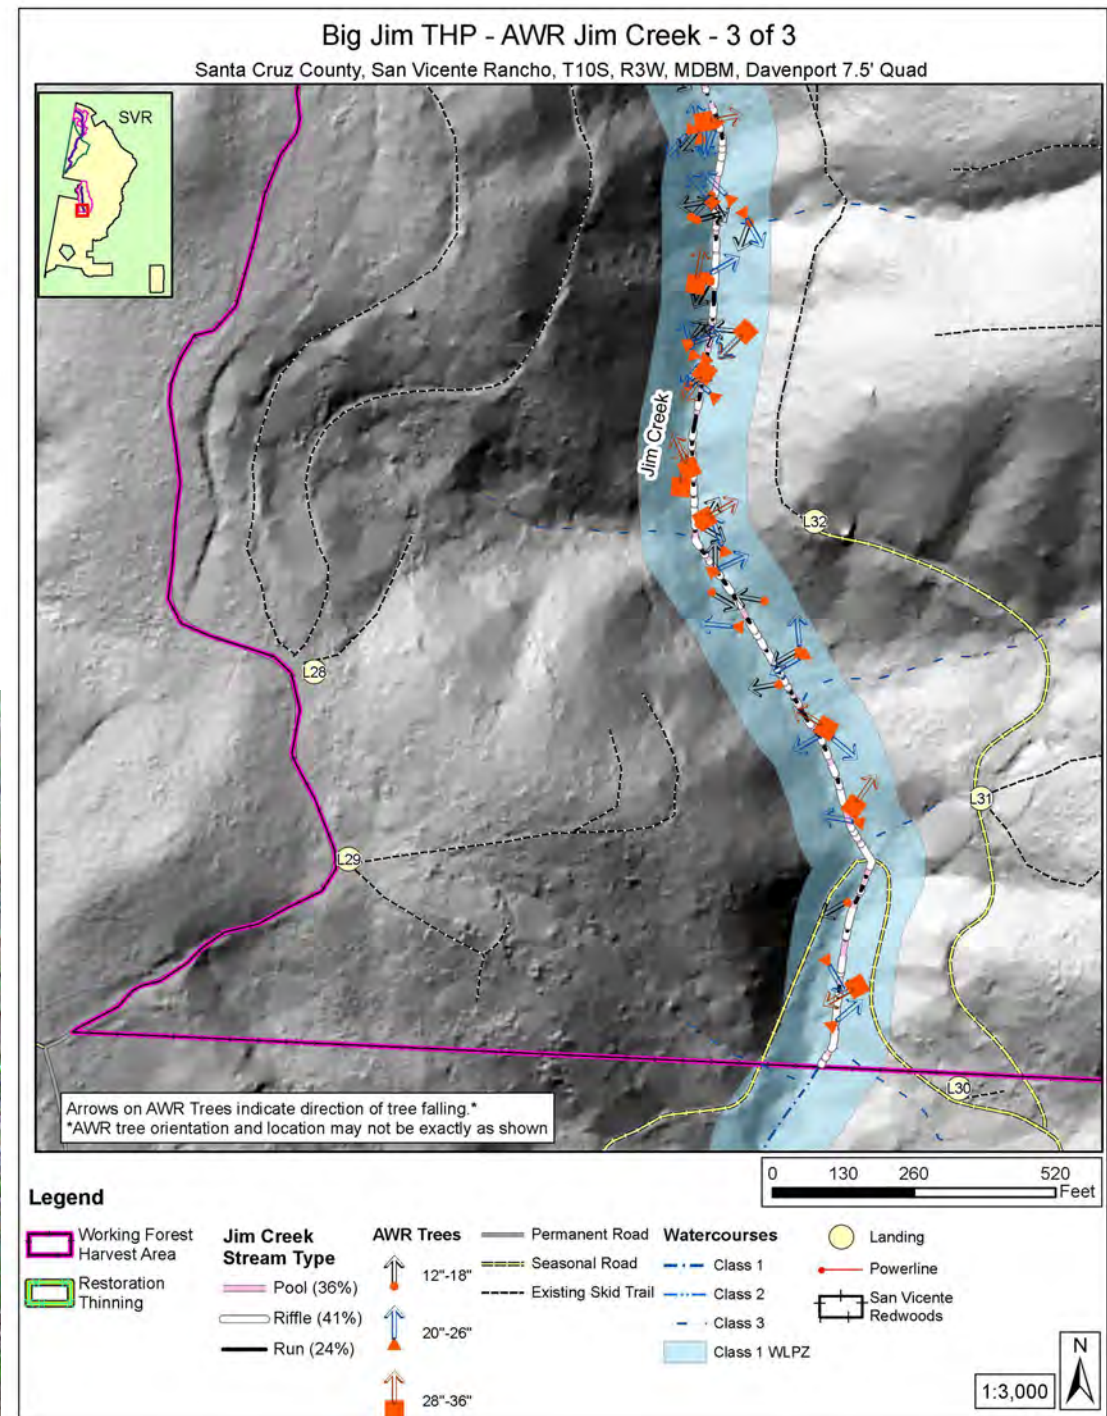 Big Jim THP - AWR Jim Creek - 3 of 3
Santa Cruz County, San Vicente Rancho, T10S, R3W, MDBM, Davenport 7.5' Quad
SVR
Jim Creek
L32
L28
L31
L29
L30
Arrows on AWR Trees indicate direction of tree falling.*
*AWR tree orientation and location may not be exactly as shown
0 130 260 520
Feet
Legend
Working Forest
Harvest Area
Restoration
Thinning
Jim Creek
Stream Type
Pool (36%)
Riffle (41%)
Run (24%)
AWR Trees
12"-18"
20"-26"
28"-36"
Permanent Road
Seasonal Road
Existing Skid Trail
Watercourses
Class 1
Class 2
Class 3
Class 1 WLPZ
Landing
Powerline
San Vicente
Redwoods
1:3,000
N